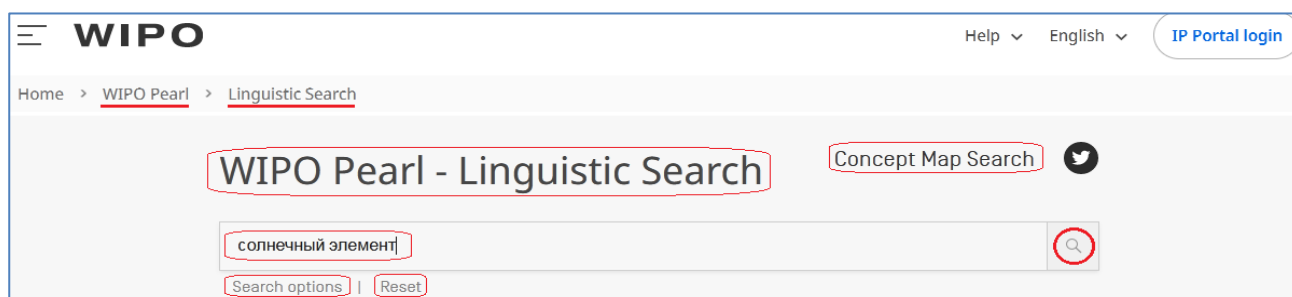 WIPO Help English IP Portal login
Home > WIPO Pearl > Linguistic Search
WIPO Pearl - Linguistic Search Concept Map Search
солнечный элемент
Search options | Reset